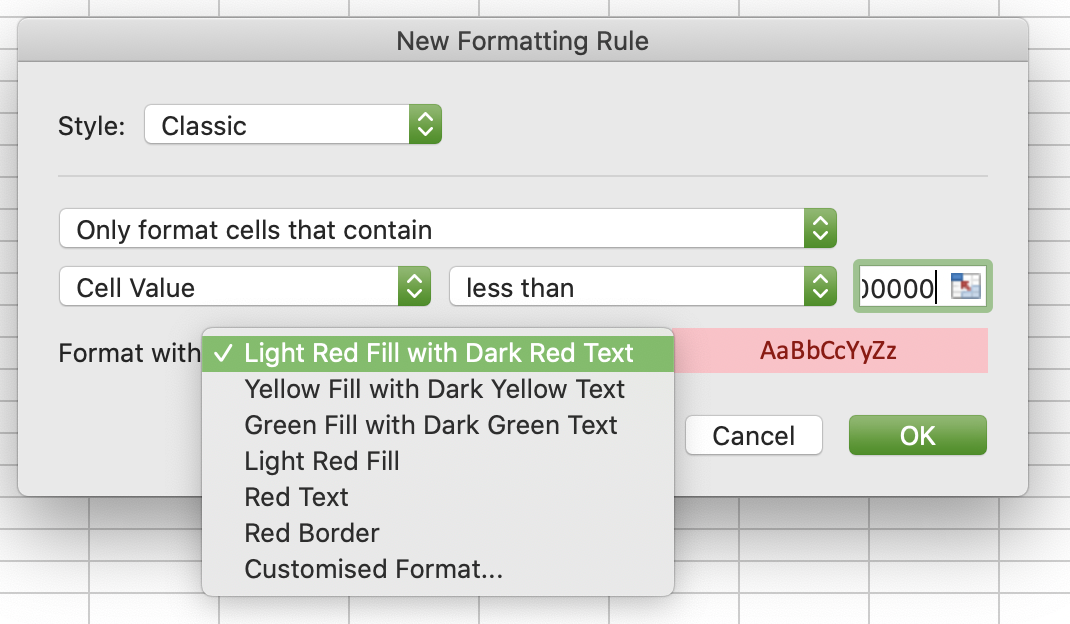 New Formatting Rule
Style: Classic
Only format cells that contain
Cell Value less than 00000
Format with ✓ Light Red Fill with Dark Red Text AaBbCcYyZz
Yellow Fill with Dark Yellow Text
Green Fill with Dark Green Text
Cancel OK
Light Red Fill
Red Text
Red Border
Customised Format...